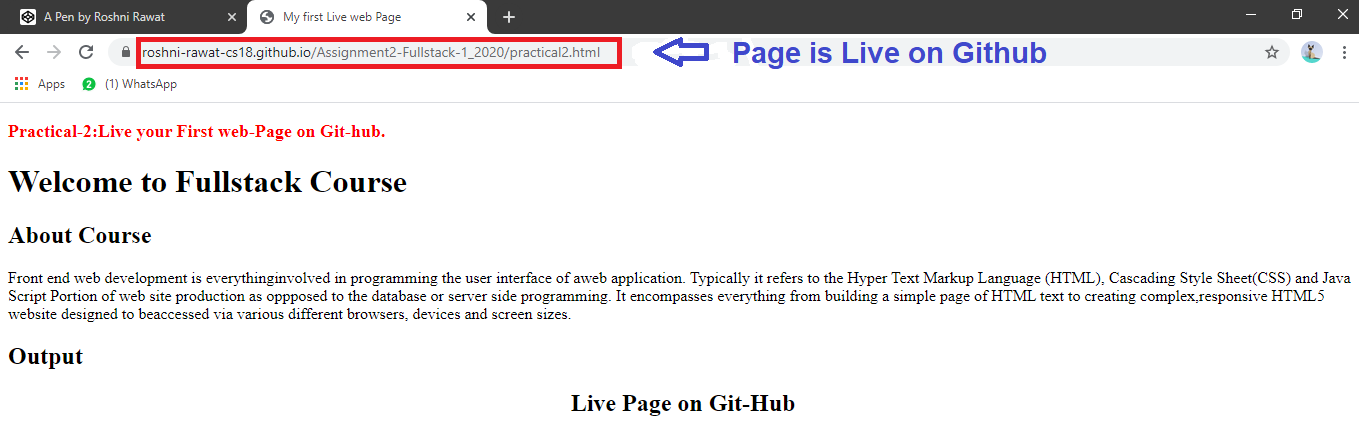 A Pen by Roshni Rawat
My first Live web Page
roshni-rawat-cs18.github.io/Assignment2-Fullstack-1_2020/practical2.html
Page is Live on Github
Apps
2
(1) WhatsApp
Practical-2:Live your First web-Page on Git-hub.
Welcome to Fullstack Course
About Course
Front end web development is everythinginvolved in programming the user interface of aweb application. Typically it refers to the Hyper Text Markup Language (HTML), Cascading Style Sheet(CSS) and Java
Script Portion of web site production as oppposed to the database or server side programming. It encompasses everything from building a simple page of HTML text to creating complex,responsive HTML5
website designed to beaccessed via various different browsers, devices and screen sizes.
Output
Live Page on Git-Hub